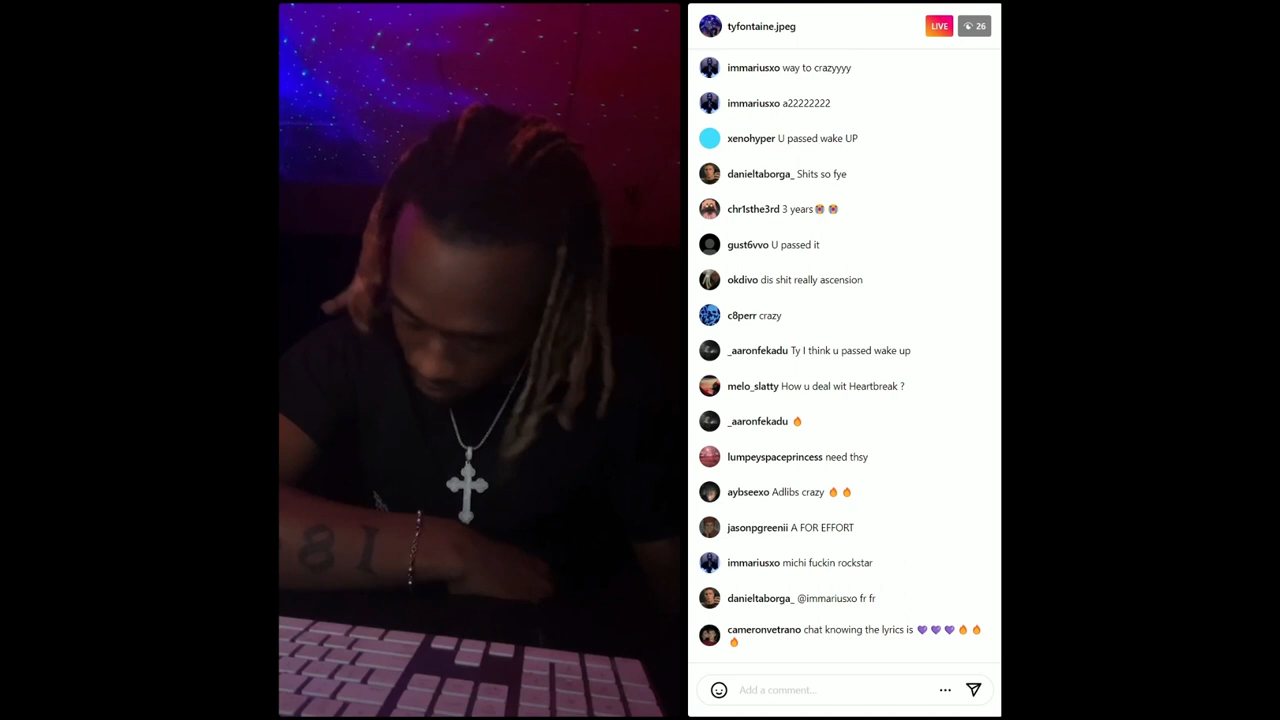 tyfontaine.jpeg
LIVE
26
immariusxo way to crazyyyy
immariusxo a22222222
xenohyper U passed wake UP
danieltaborga_ Shits so fye
chr1sthe3rd 3 years😭😭
gust6vvo U passed it
okdivo dis shit really ascension
c8perr crazy
_aaronfekadu Ty I think u passed wake up
melo_slatty How u deal wit Heartbreak ?
_aaronfekadu 🔥
lumpeyspaceprincess need thsy
aybseexo Adlibs crazy 🔥🔥
jasonpgreenii A FOR EFFORT
immariusxo michi fuckin rockstar
danieltaborga_ @immariusxo fr fr
cameronvetrano chat knowing the lyrics is 💜💜💜🔥🔥
🔥
Add a comment...
81